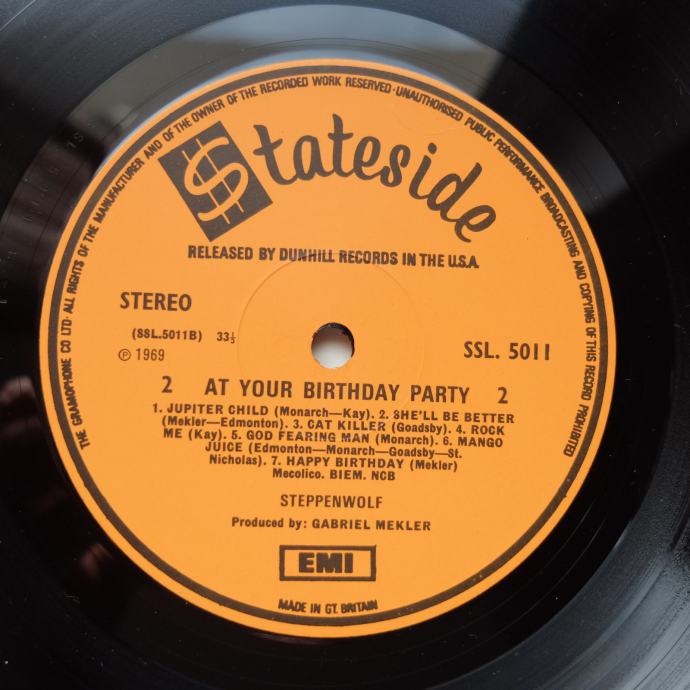 THE GRAMOPHONE CO LTD · ALL RIGHTS OF THE MANUFACTURER AND OF THE OWNER OF THE RECORDED WORK RESERVED · UNAUTHORISED PUBLIC PERFORMANCE BROADCASTING AND COPYING OF THIS RECORD PROHIBITED
$tateside
RELEASED BY DUNHILL RECORDS IN THE U.S.A.
STEREO
(SSL.5011B) 33⅓
℗ 1969
SSL. 5011
2 AT YOUR BIRTHDAY PARTY 2
1. JUPITER CHILD (Monarch—Kay). 2. SHE'LL BE BETTER
(Mekler—Edmonton). 3. CAT KILLER (Goadsby). 4. ROCK
ME (Kay). 5. GOD FEARING MAN (Monarch). 6. MANGO
JUICE (Edmonton—Monarch—Goadsby—St.
Nicholas). 7. HAPPY BIRTHDAY (Mekler)
Mecolico. BIEM. NCB
STEPPENWOLF
Produced by: GABRIEL MEKLER
EMI
MADE IN GT. BRITAIN